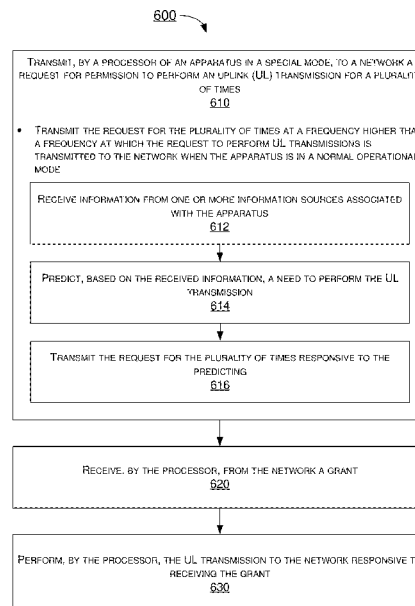 600
TRANSMIT, BY A PROCESSOR OF AN APPARATUS IN A SPECIAL MODE, TO A NETWORK A
REQUEST FOR PERMISSION TO PERFORM AN UPLINK (UL) TRANSMISSION FOR A PLURALIT
OF TIMES
610
• TRANSMIT THE REQUEST FOR THE PLURALITY OF TIMES AT A FREQUENCY HIGHER THA
A FREQUENCY AT WHICH THE REQUEST TO PERFORM UL TRANSMISSIONS IS
TRANSMITTED TO THE NETWORK WHEN THE APPARATUS IS IN A NORMAL OPERATIONAL
MODE
RECEIVE INFORMATION FROM ONE OR MORE INFORMATION SOURCES ASSOCIATED
WITH THE APPARATUS
612
PREDICT, BASED ON THE RECEIVED INFORMATION, A NEED TO PERFORM THE UL
TRANSMISSION
614
TRANSMIT THE REQUEST FOR THE PLURALITY OF TIMES RESPONSIVE TO THE
PREDICTING
616
RECEIVE, BY THE PROCESSOR, FROM THE NETWORK A GRANT
620
PERFORM, BY THE PROCESSOR, THE UL TRANSMISSION TO THE NETWORK RESPONSIVE T
RECEIVING THE GRANT
630